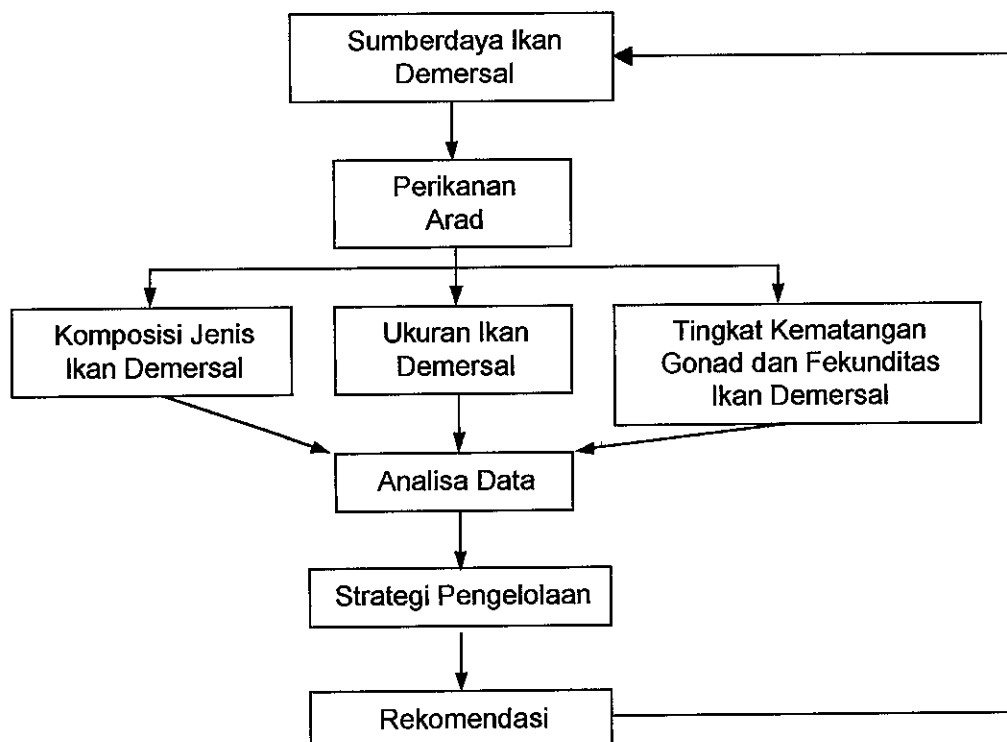 Sumberdaya Ikan
Demersal
Perikanan
Arad
Komposisi Jenis
Ikan Demersal
Ukuran Ikan
Demersal
Tingkat Kematangan
Gonad dan Fekunditas
Ikan Demersal
Analisa Data
Strategi Pengelolaan
Rekomendasi